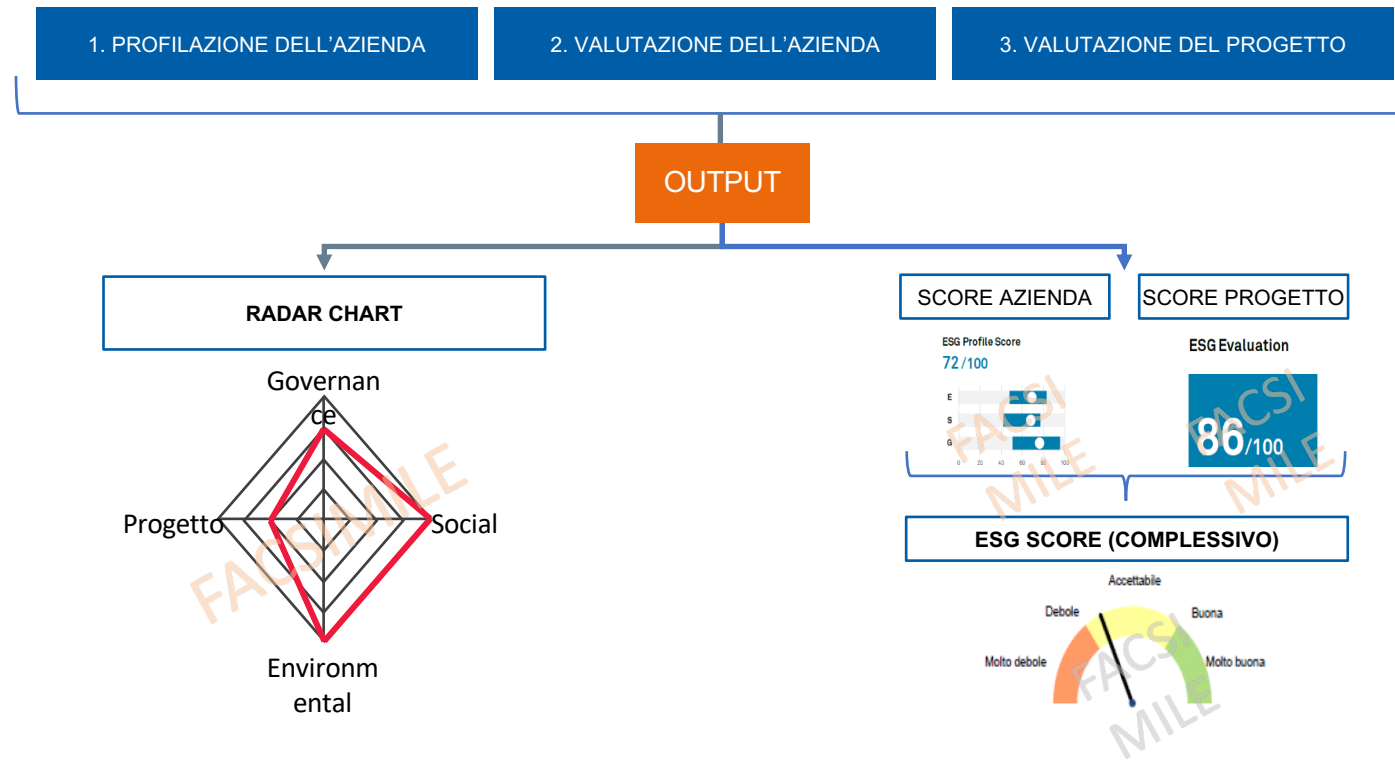 1. PROFILAZIONE DELL'AZIENDA
2. VALUTAZIONE DELL'AZIENDA
3. VALUTAZIONE DEL PROGETTO
OUTPUT
RADAR CHART
Governan
ce
Progetto
Social
Environm
ental
FACSIMILE
SCORE AZIENDA
SCORE PROGETTO
ESG Profile Score
72/100
E
S
G
0 20 40 60 80 100
FACSI
MILE
ESG Evaluation
86/100
FACSI
MILE
ESG SCORE (COMPLESSIVO)
Accettabile
Debole
Buona
Molto debole
Molto buona
FACSI
MILE